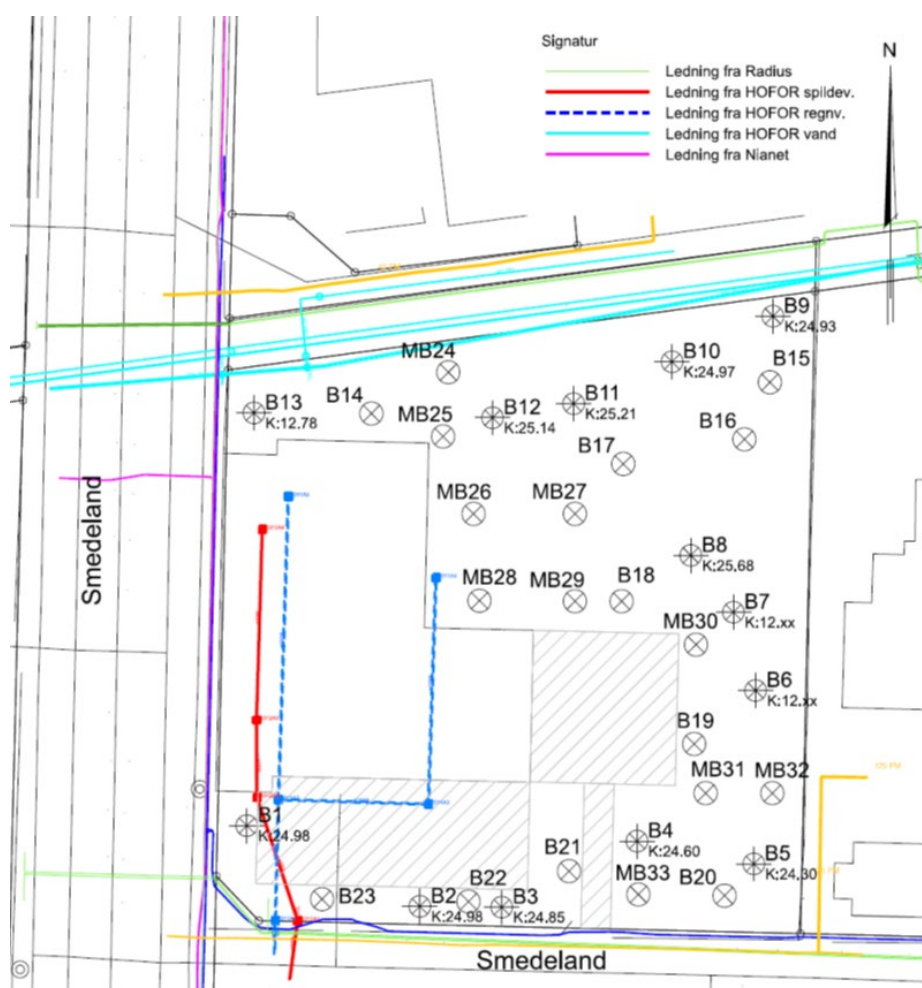 Signatur
N
Ledning fra Radius
Ledning fra HOFOR spildev.
Ledning fra HOFOR regnv.
Ledning fra HOFOR vand
Ledning fra Nianet
B9
K:24.93
B10
K:24.97
MB24
B15
B13
K:12.78
B14
MB25
B12
K:25.14
B11
K:25.21
B16
B17
MB26
MB27
Smedeland
B8
K:25.68
MB28
MB29
B18
B7
K:12.xx
MB30
B6
K:12.xx
B19
MB31
MB32
125 PM
B1
K:24.98
B4
K:24.60
B21
B5
K:24.30
B23
B2
K:24.98
B22
B3
K:24.85
MB33
B20
Smedeland